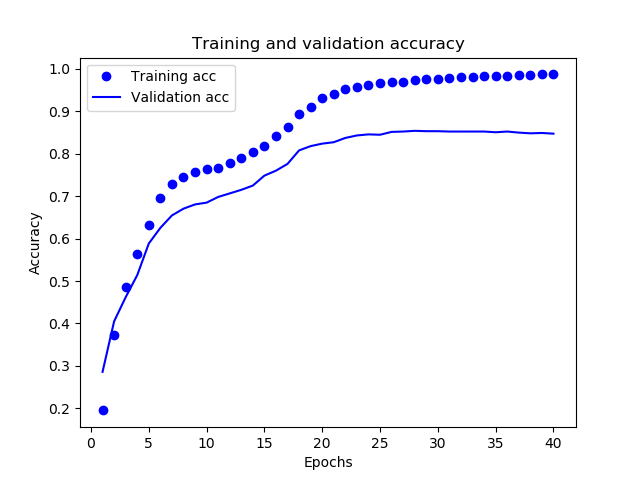 Training and validation accuracy
Training acc
Validation acc
Accuracy
1.0
0.9
0.8
0.7
0.6
0.5
0.4
0.3
0.2
0 5 10 15 20 25 30 35 40
Epochs